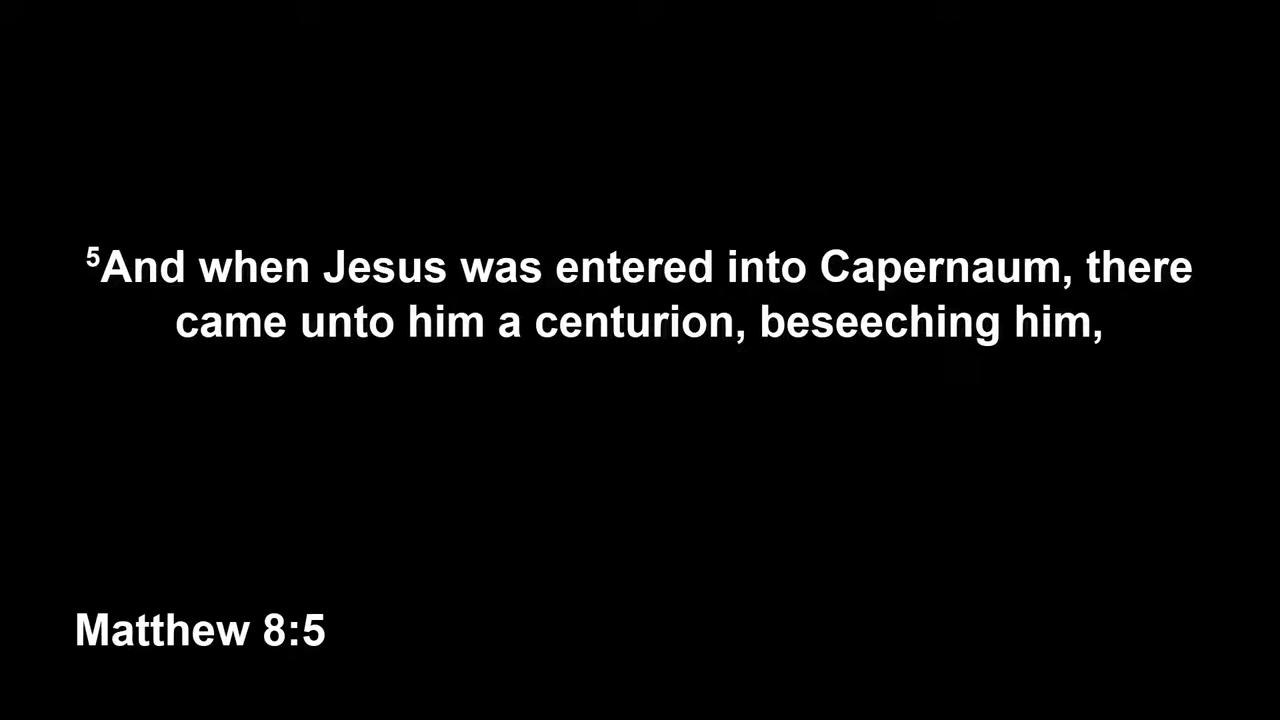 ⁵And when Jesus was entered into Capernaum, there
came unto him a centurion, beseeching him,
Matthew 8:5